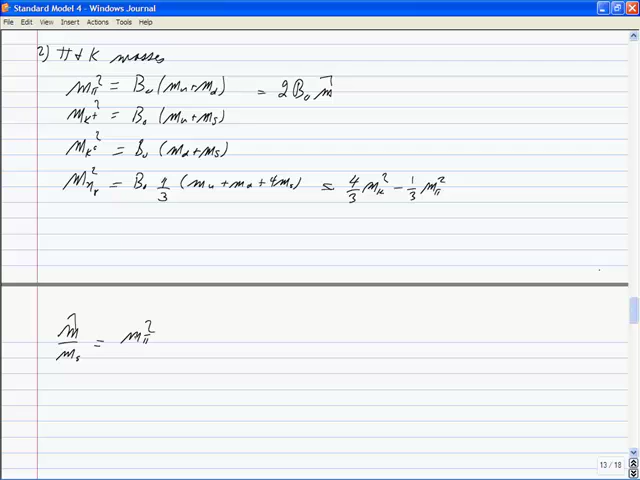 Standard Model 4 - Windows Journal
File Edit View Insert Actions Tools Help
2) π & K masses
m_π² = B₀ (m_u + m_d) = 2 B₀ m̂
m_K⁺² = B₀ (m_u + m_s)
m_K⁰² = B₀ (m_d + m_s)
m_η₈² = B₀ 1/3 (m_u + m_d + 4m_s) = 4/3 m_K² - 1/3 m_π²
m̂/m_s = m_π²
13 / 18